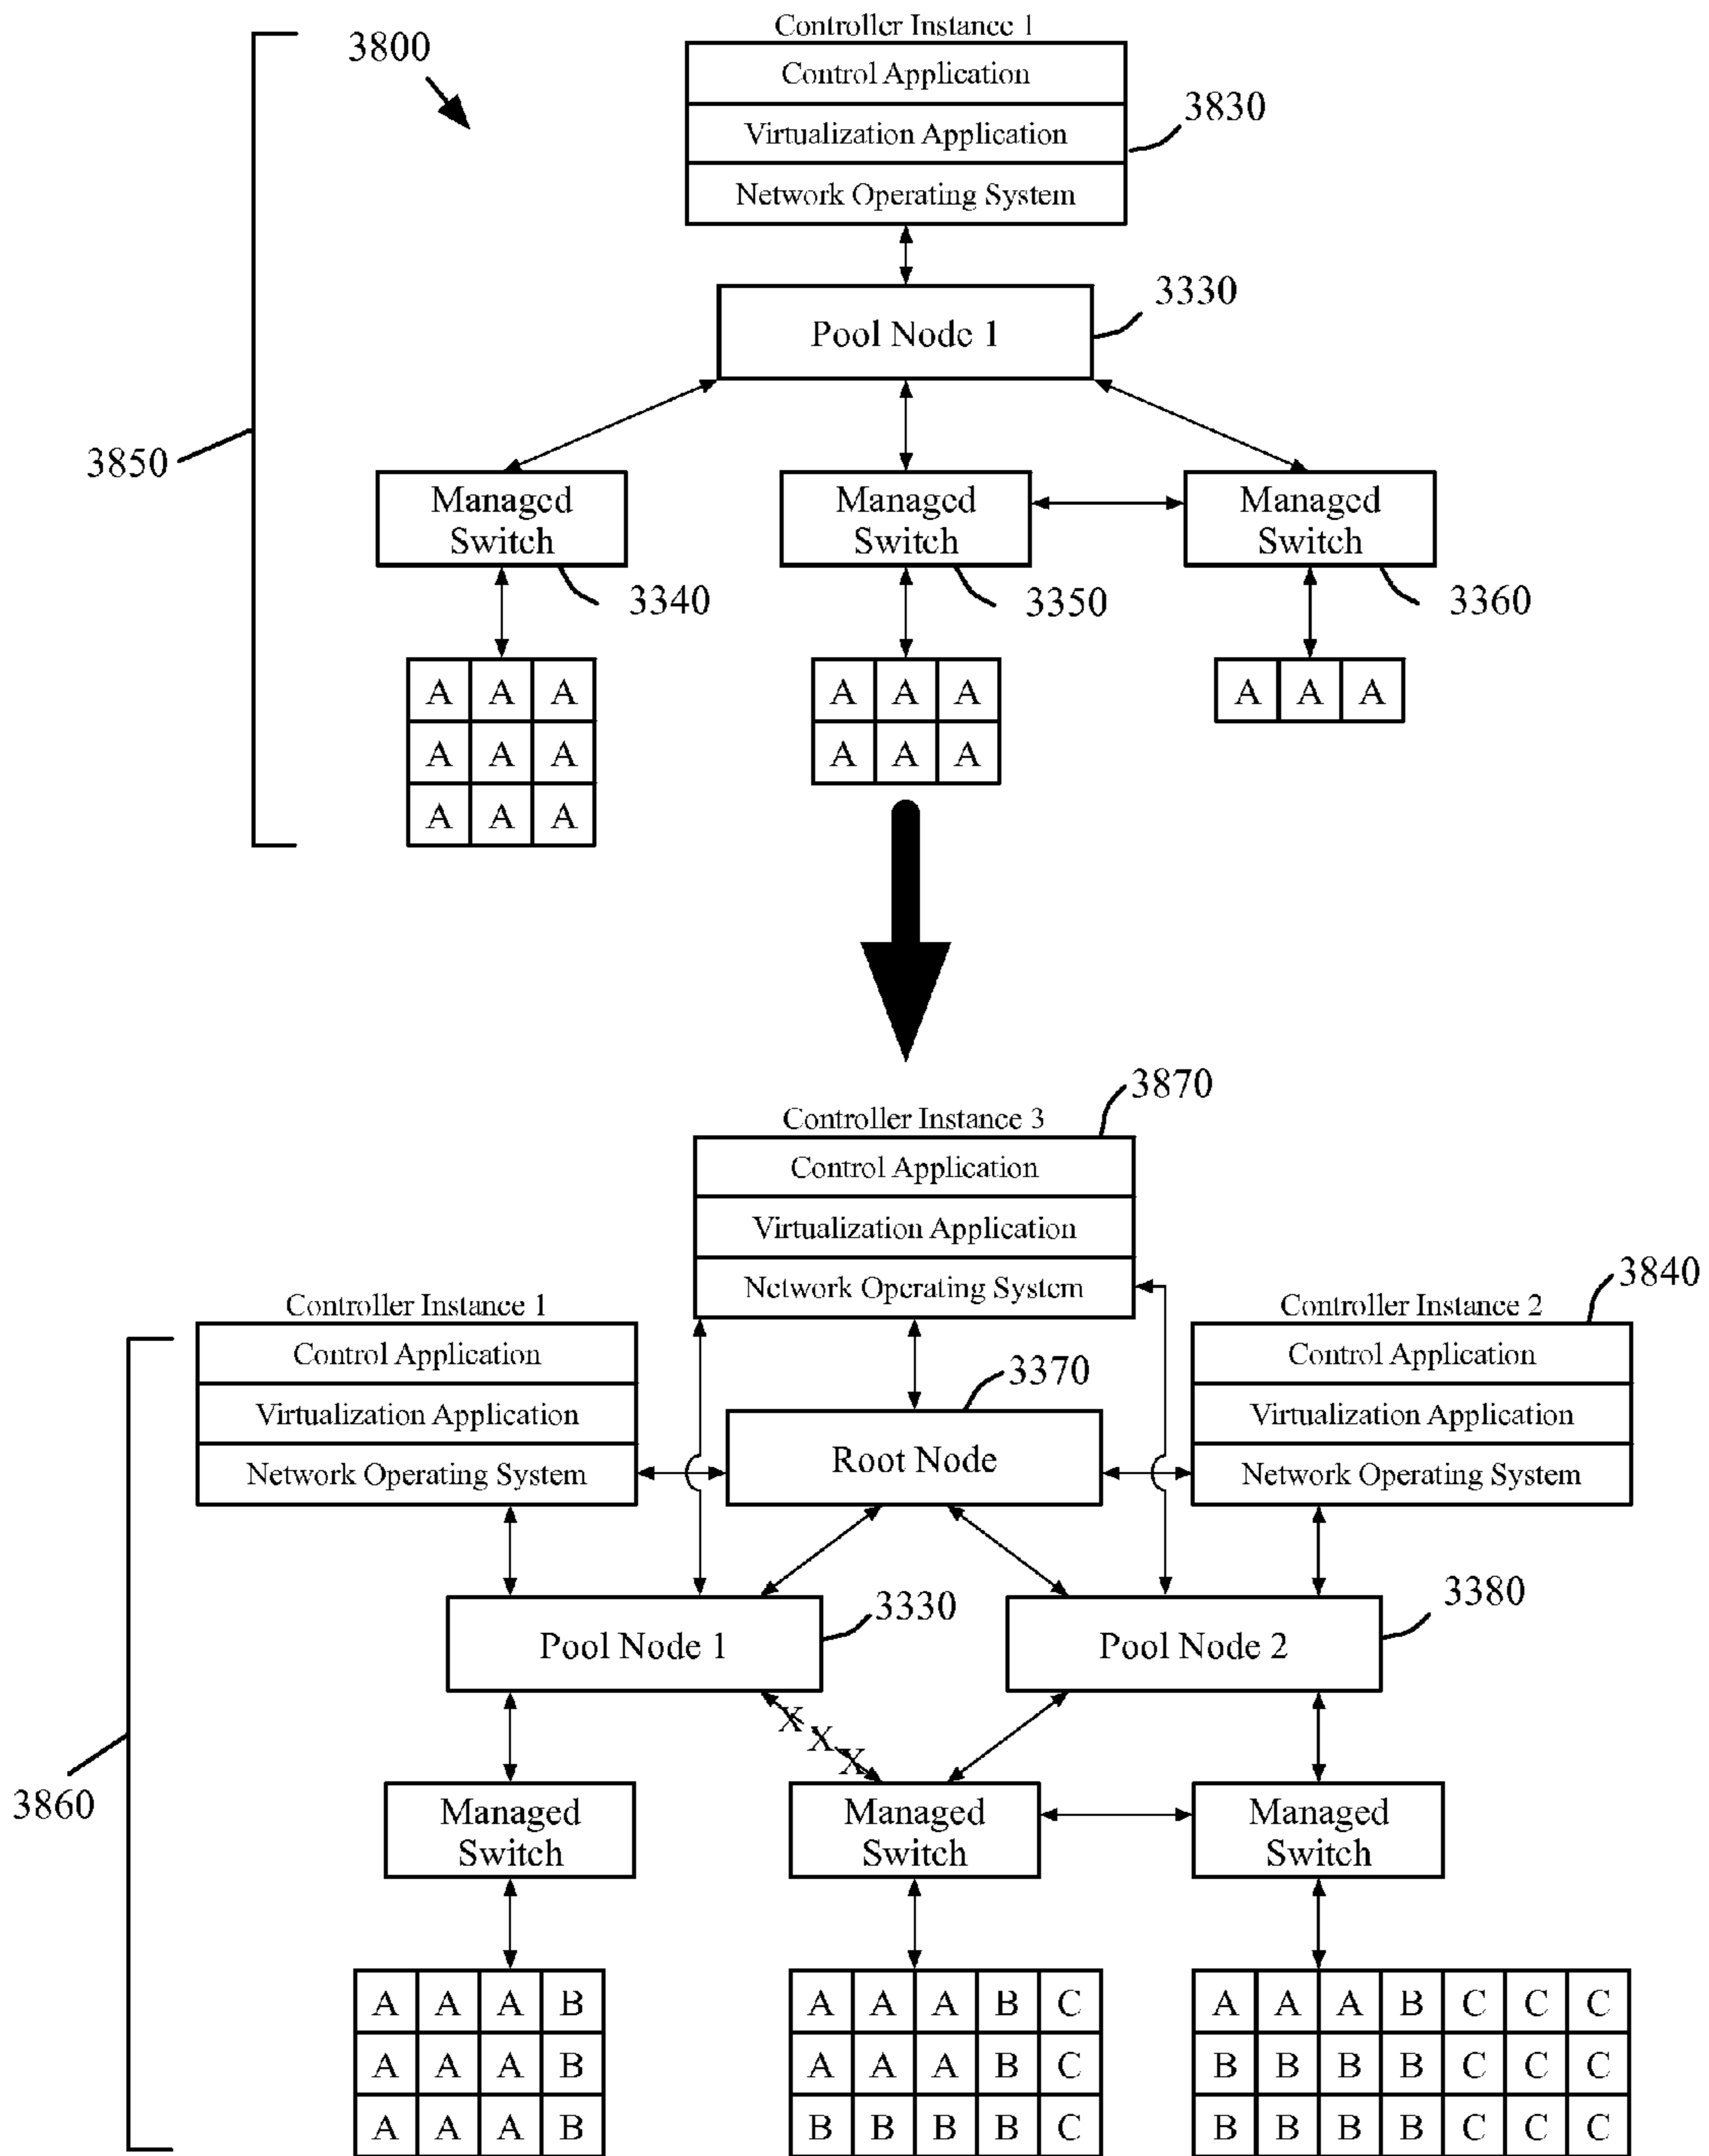 Controller Instance 1
3800
Control Application
3830
Virtualization Application
Network Operating System
3330
Pool Node 1
3850
Managed
Switch
Managed
Switch
Managed
Switch
3340
3350
3360
A A A
A A A
A A A
A A A
A A A
A A A
3870
Controller Instance 3
Control Application
Virtualization Application
Network Operating System
3840
Controller Instance 1
Controller Instance 2
Control Application
Virtualization Application
Network Operating System
3370
Root Node
Control Application
Virtualization Application
Network Operating System
3330
3380
Pool Node 1
Pool Node 2
X
X
X
3860
Managed
Switch
Managed
Switch
Managed
Switch
A A A B
A A A B
A A A B
A A A B C
A A A B C
B B B B C
A A A B C C C
B B B B C C C
B B B B C C C